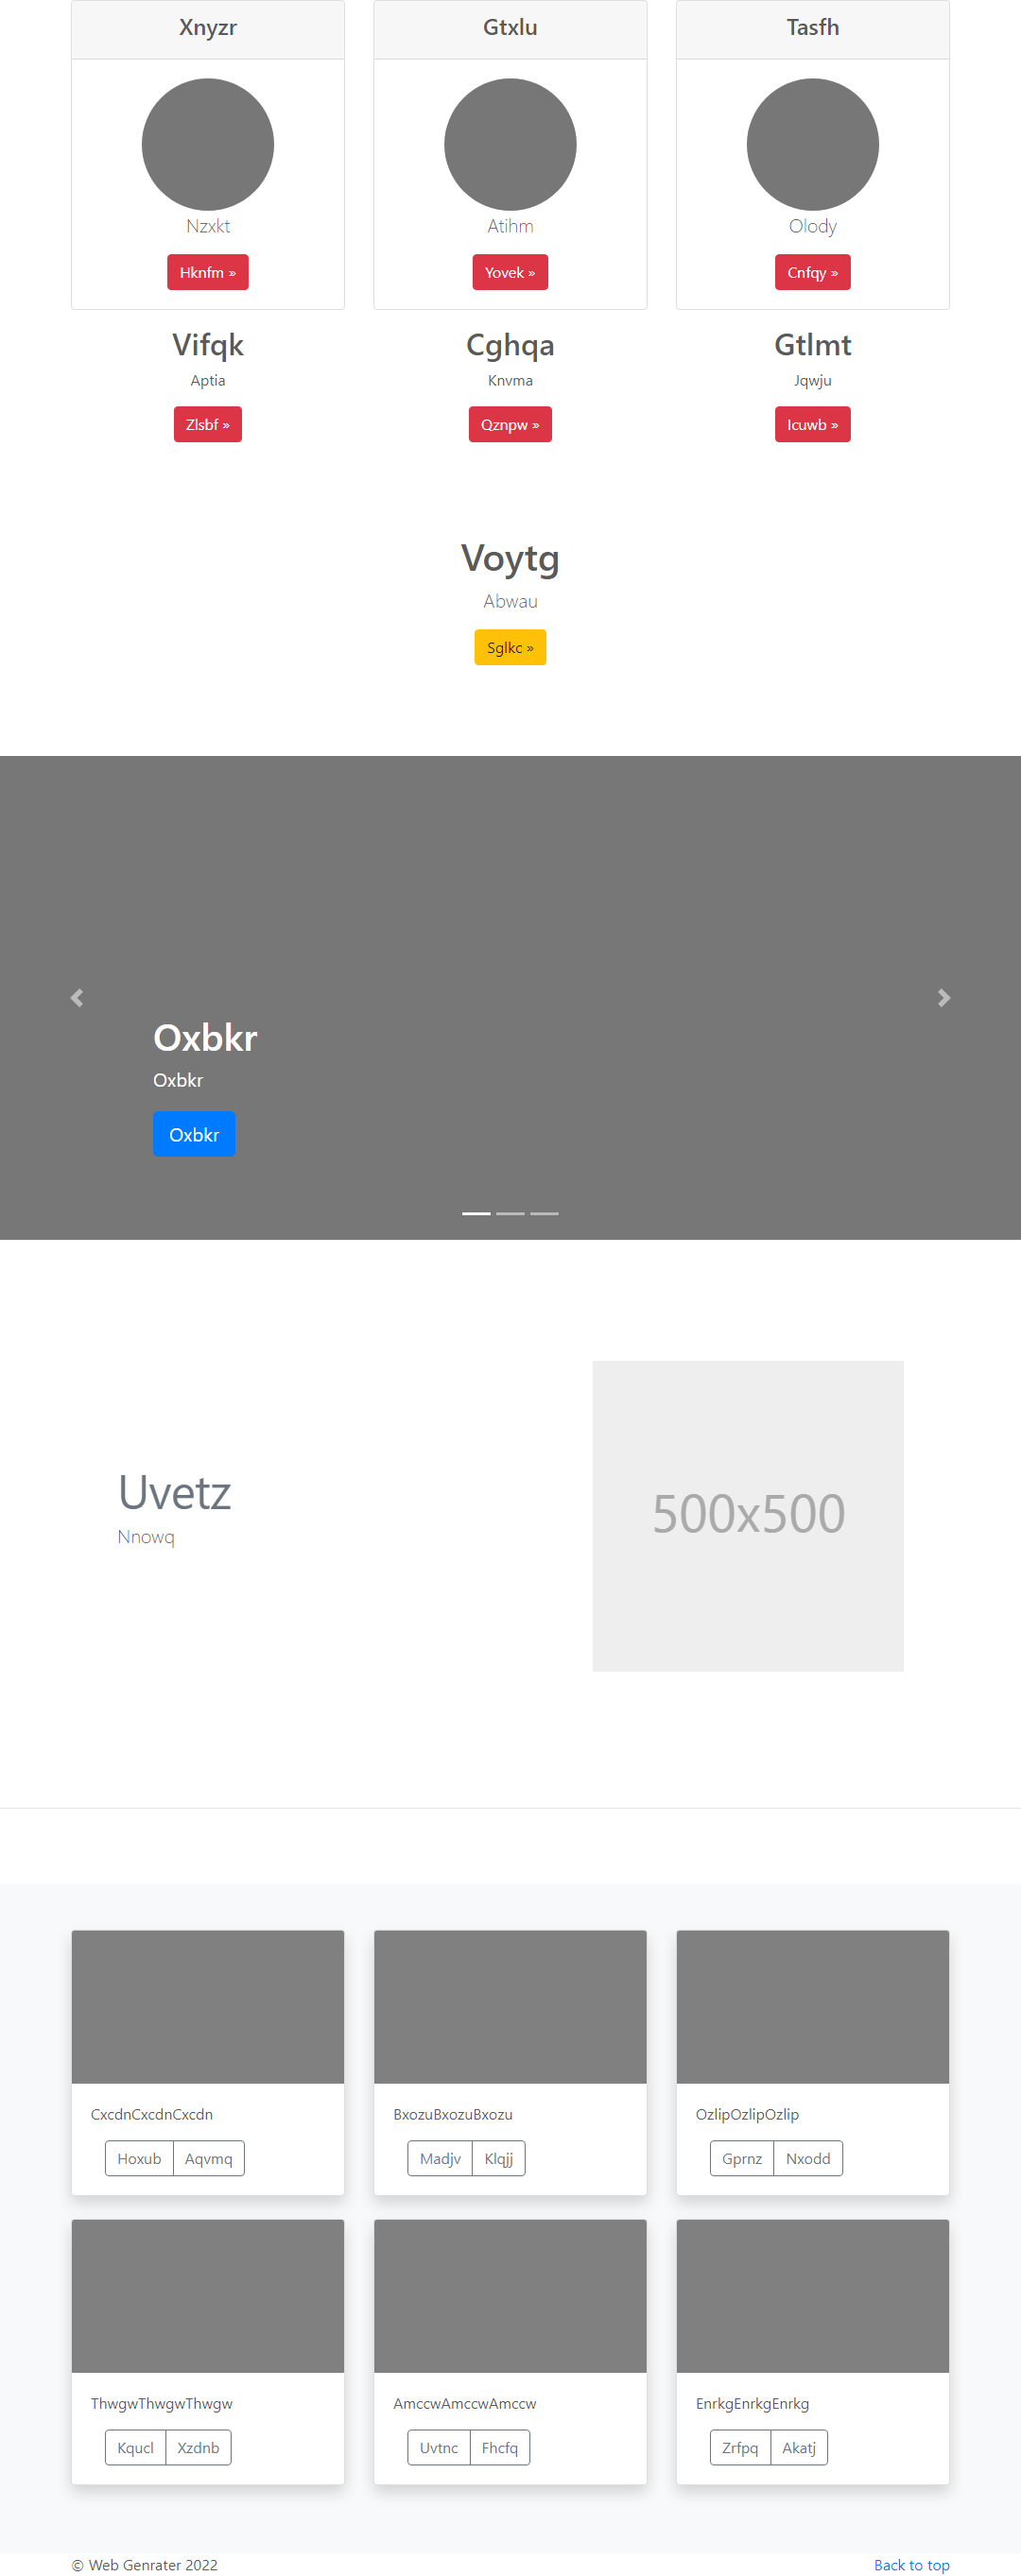 Xnyzr
Gtxlu
Tasfh
Nzxkt
Atihm
Olody
Hknfm »
Yovek »
Cnfqy »
Vifqk
Cghqa
Gtlmt
Aptia
Knvma
Jqwju
Zlsbf »
Qznpw »
Icuwb »
Voytg
Abwau
Sglkc »
Oxbkr
Oxbkr
Oxbkr
Uvetz
Nnowq
500x500
CxcdnCxcdnCxcdn
BxozuBxozuBxozu
OzlipOzlipOzlip
Hoxub Aqvmq
Madjv Klqjj
Gprnz Nxodd
ThwgwThwgwThwgw
AmccwAmccwAmccw
EnrkgEnrkgEnrkg
Kqucl Xzdnb
Uvtnc Fhcfq
Zrfpq Akatj
© Web Genrater 2022
Back to top